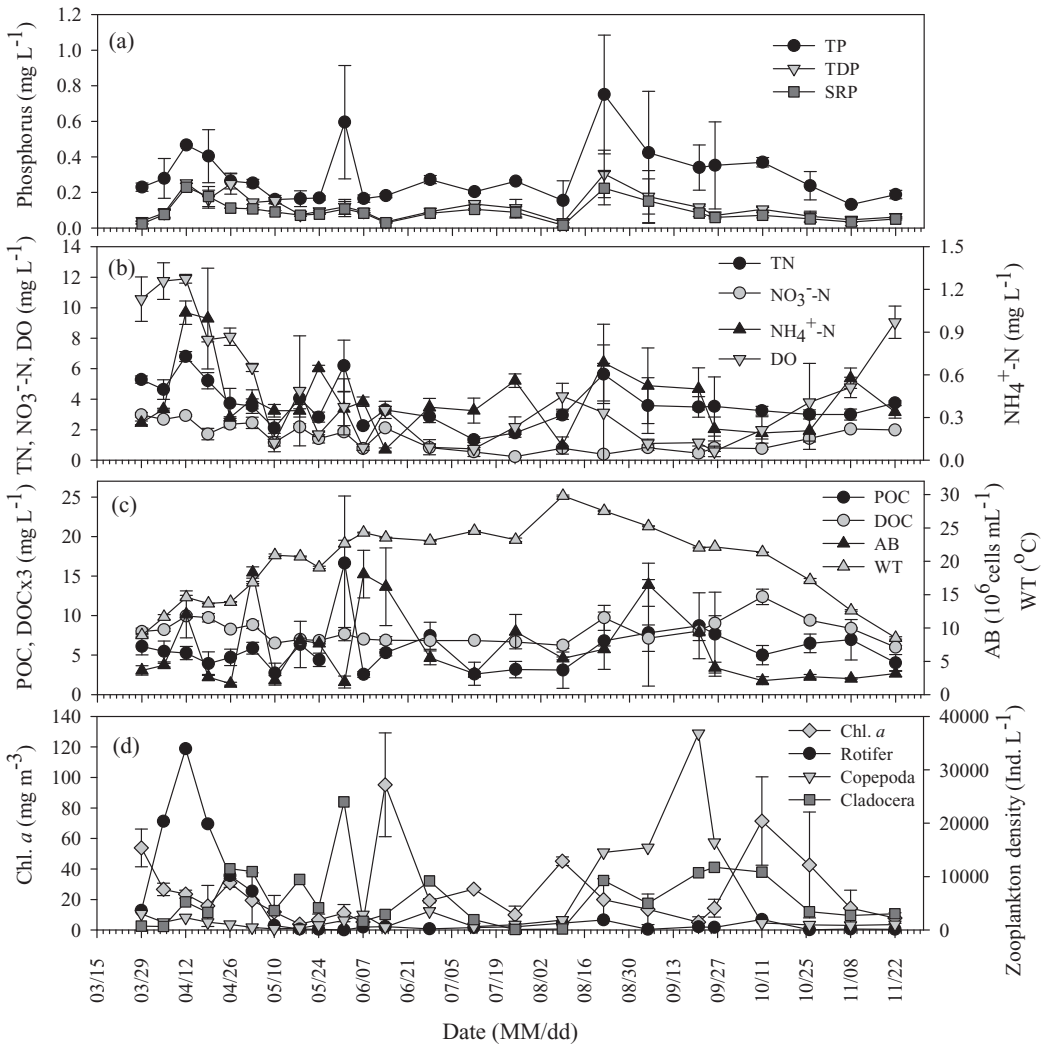 Phosphorus (mg L⁻¹)
1.2
1.0
0.8
0.6
0.4
0.2
0.0
(a)
TP
TDP
SRP
TN, NO₃⁻-N, DO (mg L⁻¹)
14
12
10
8
6
4
2
0
(b)
TN
NO₃⁻-N
NH₄⁺-N
DO
1.5
1.2
0.9
0.6
0.3
0.0
NH₄⁺-N (mg L⁻¹)
POC, DOCx3 (mg L⁻¹)
25
20
15
10
5
0
(c)
POC
DOC
AB
WT
30
25
20
15
10
5
0
AB (10⁶cells mL⁻¹)
WT (°C)
Chl. a (mg m⁻³)
140
120
100
80
60
40
20
0
(d)
Chl. a
Rotifer
Copepoda
Cladocera
40000
30000
20000
10000
0
Zooplankton density (Ind. L⁻¹)
03/15
03/29
04/12
04/26
05/10
05/24
06/07
06/21
07/05
07/19
08/02
08/16
08/30
09/13
09/27
10/11
10/25
11/08
11/22
Date (MM/dd)